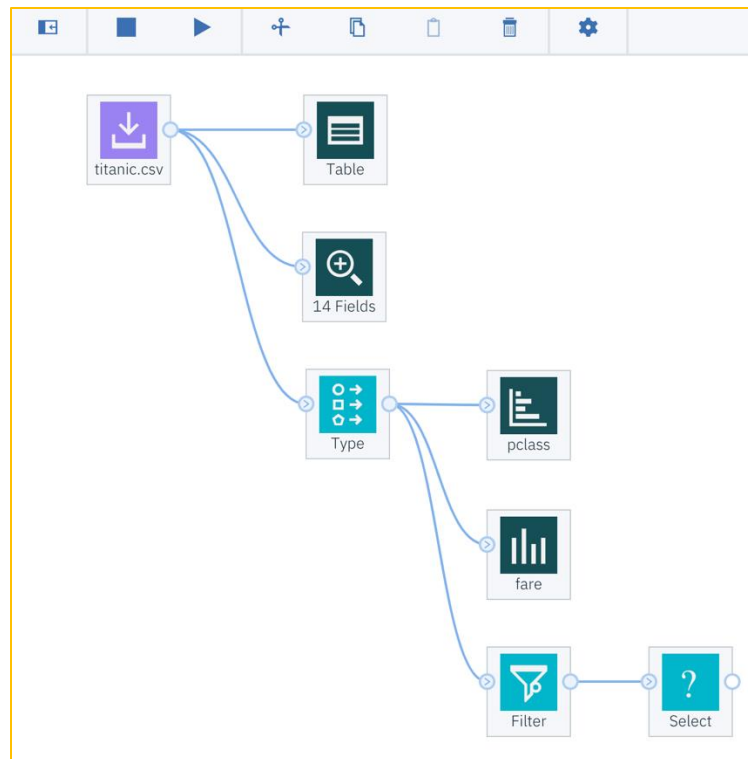 titanic.csv
Table
14 Fields
Type
pclass
fare
Filter
?
Select